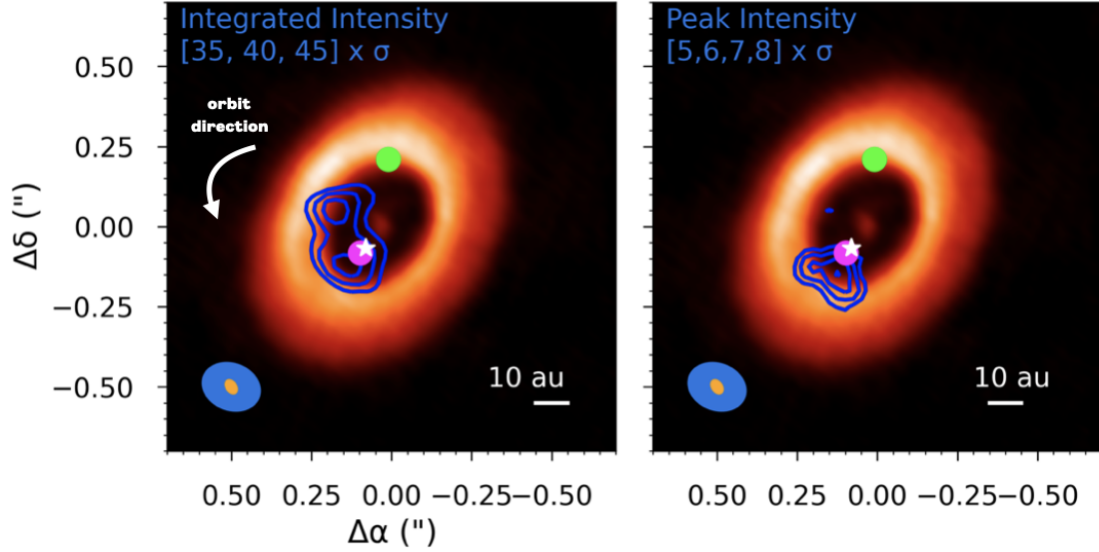 Integrated Intensity
[35, 40, 45] x σ
orbit
direction
10 au
Peak Intensity
[5,6,7,8] x σ
10 au
0.50
0.25
0.00
−0.25
−0.50
Δδ (")
0.50 0.25 0.00 −0.25 −0.50
0.50 0.25 0.00 −0.25 −0.50
Δα (")